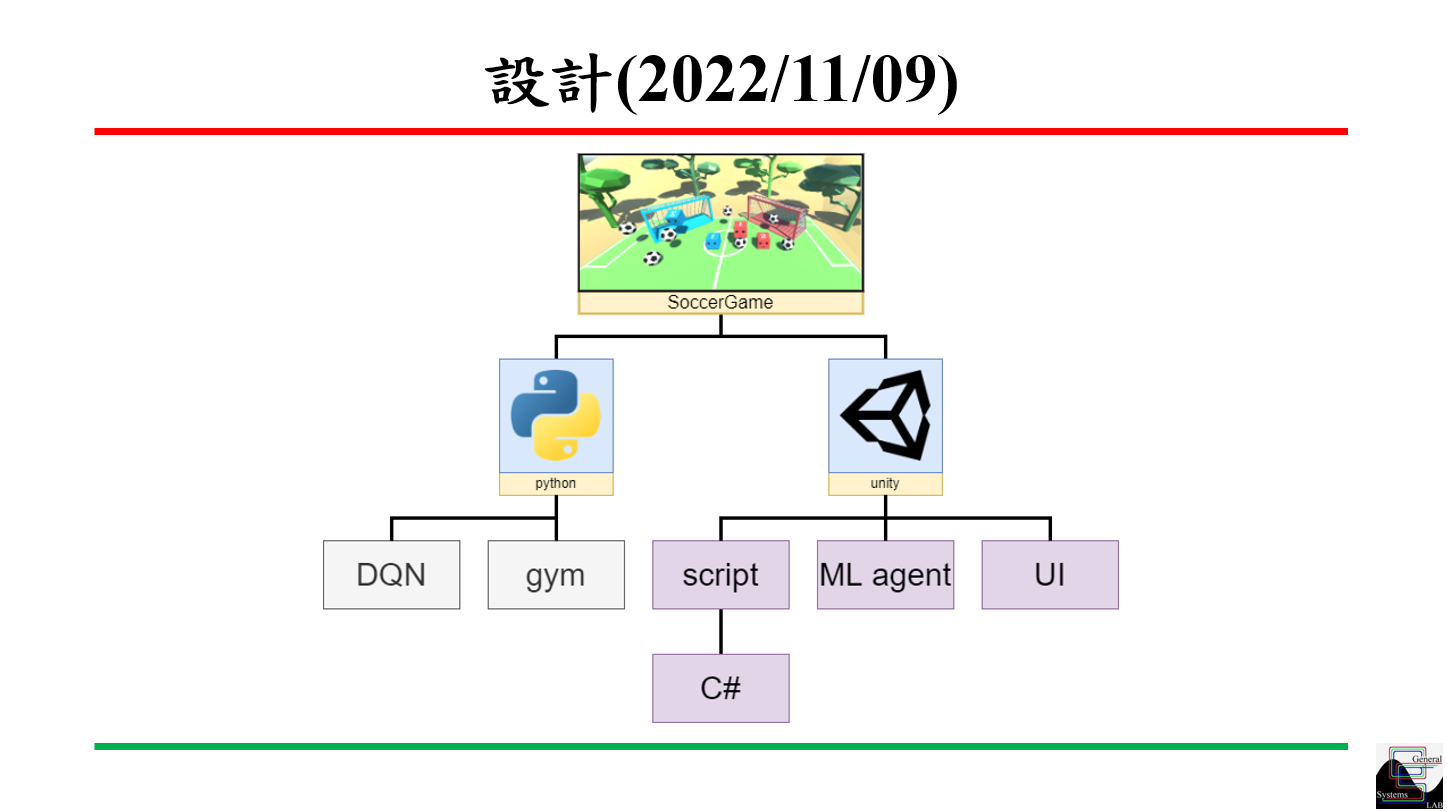 設計(2022/11/09)
SoccerGame
python
unity
DQN
gym
script
ML agent
UI
C#
General
Systems
LAB